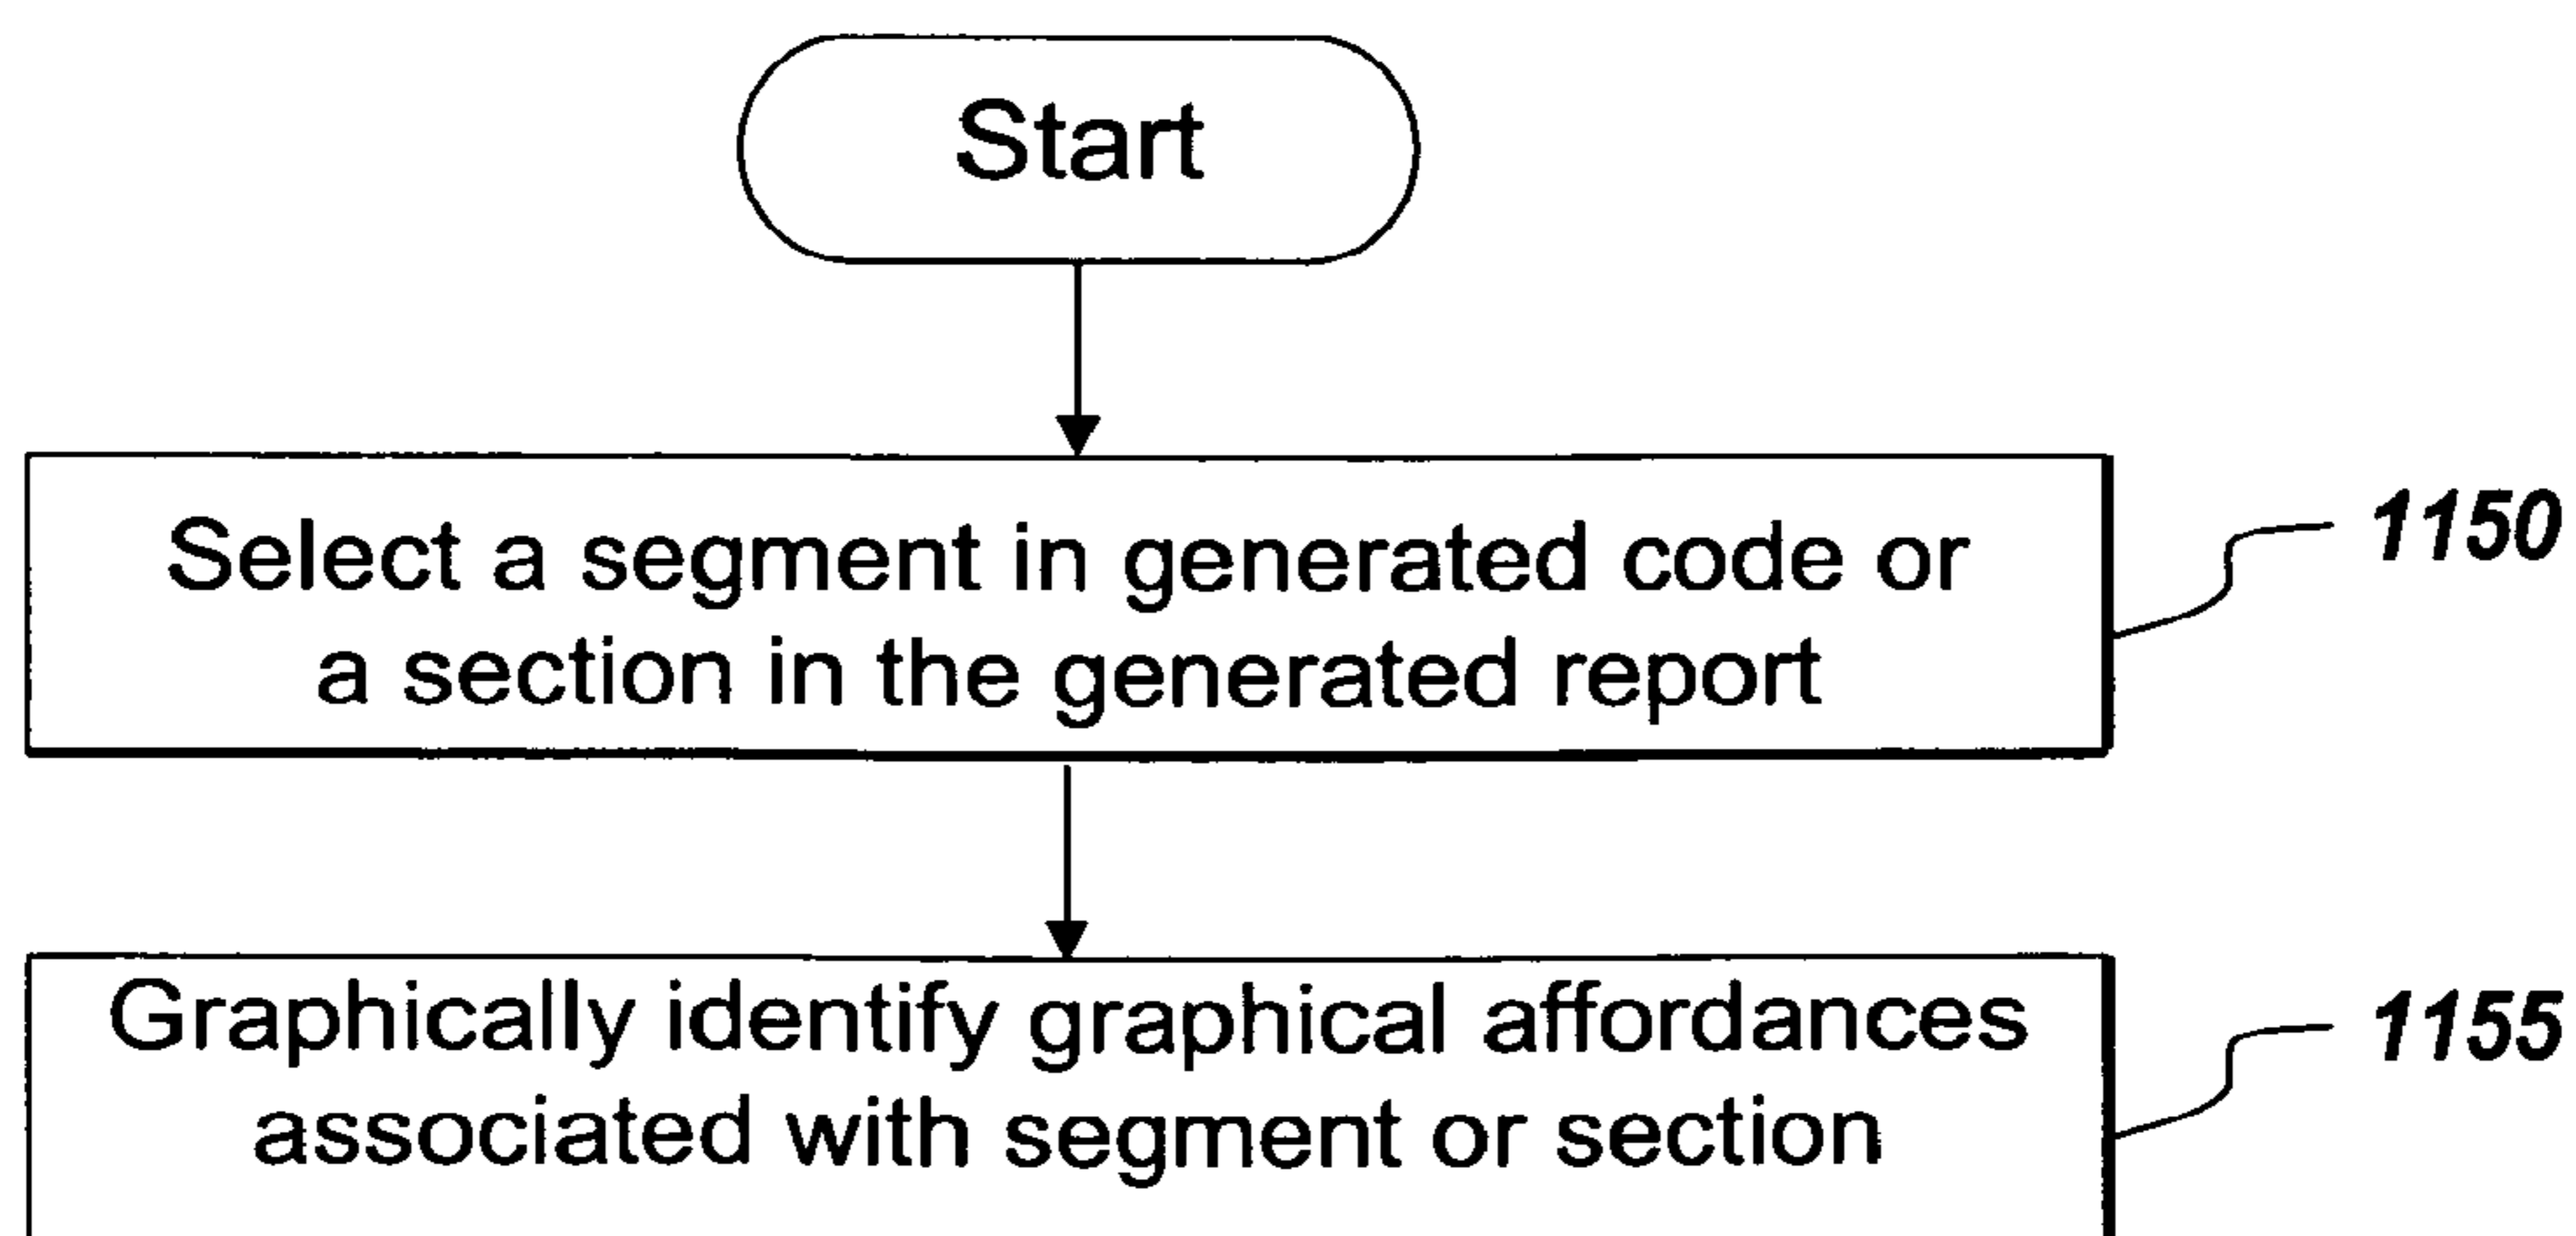 Start
Select a segment in generated code or
a section in the generated report
1150
Graphically identify graphical affordances
associated with segment or section
1155